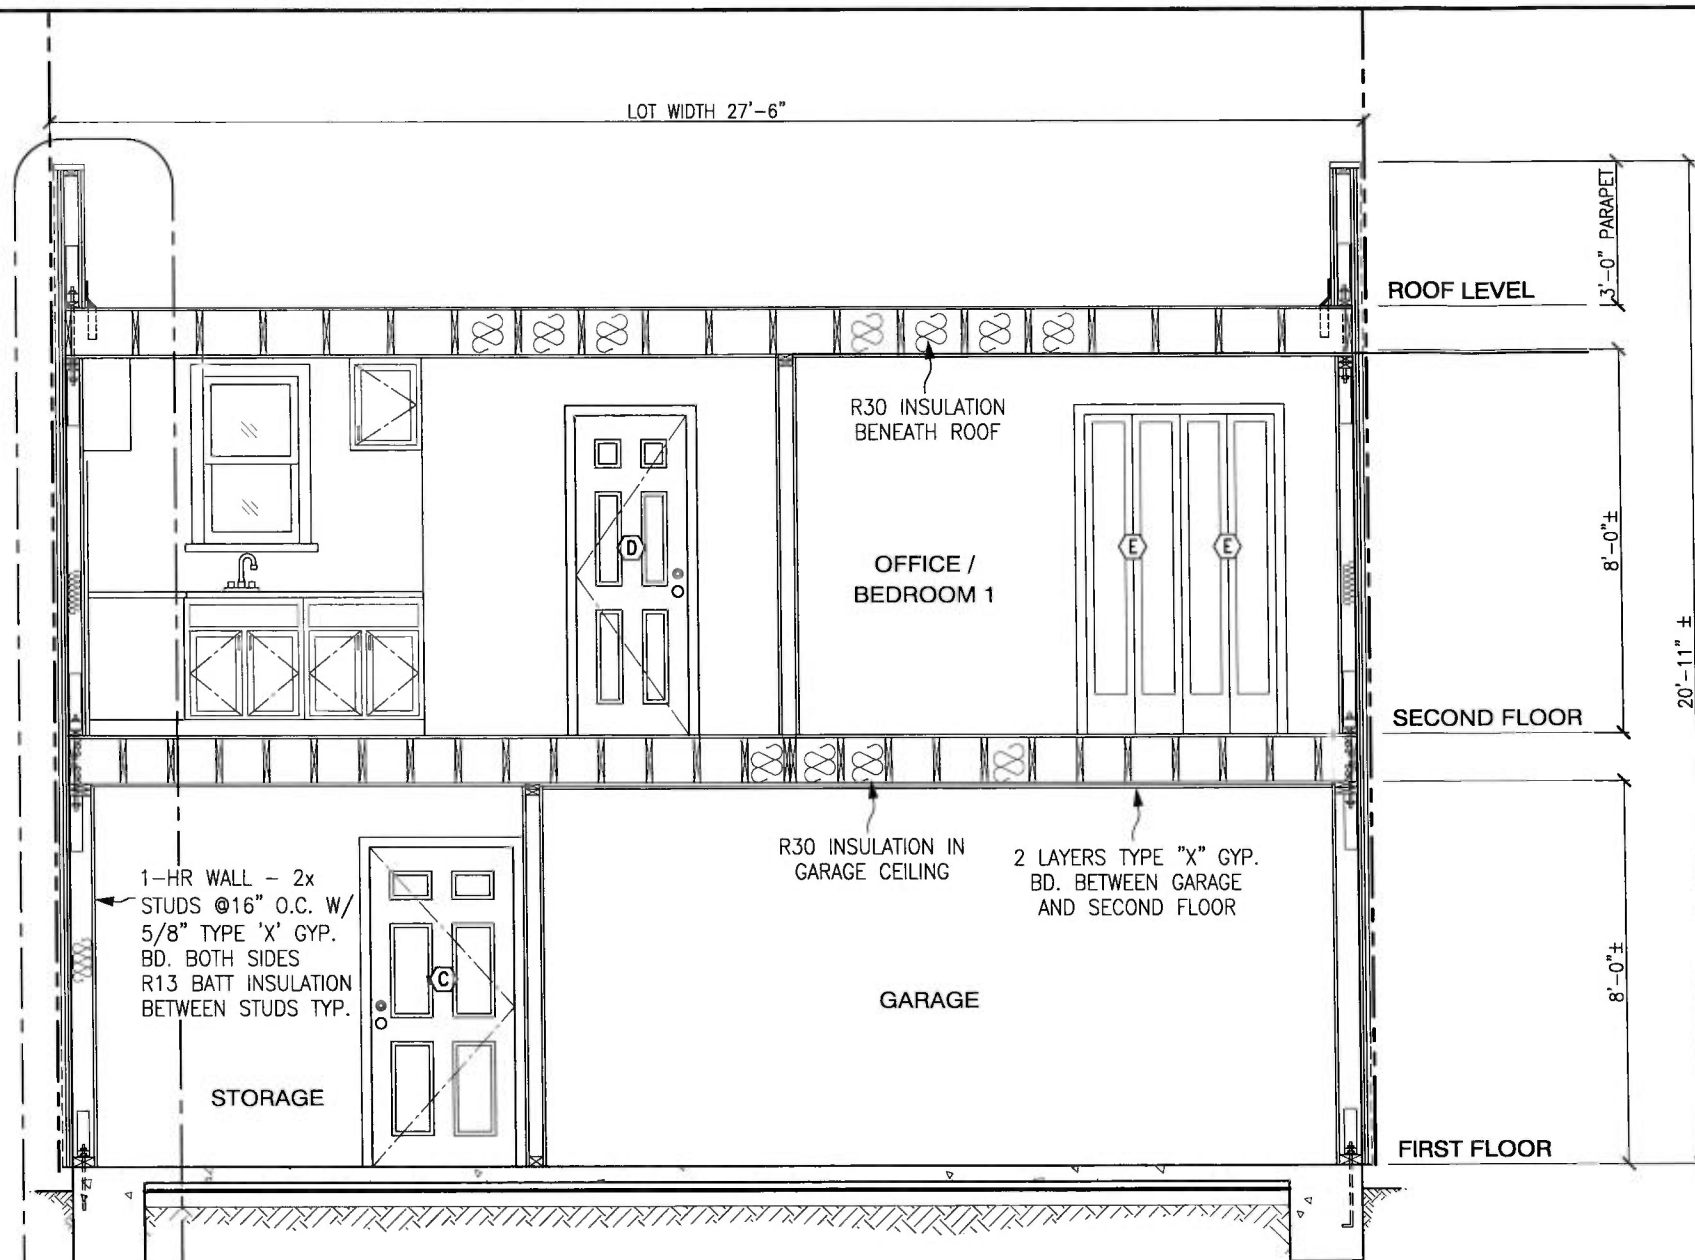 LOT WIDTH 27'-6"
3'-0" PARAPET
ROOF LEVEL
R30 INSULATION
BENEATH ROOF
D
E
E
OFFICE /
BEDROOM 1
8'-0"±
20'-11" ±
SECOND FLOOR
R30 INSULATION IN
GARAGE CEILING
2 LAYERS TYPE "X" GYP.
BD. BETWEEN GARAGE
AND SECOND FLOOR
1-HR WALL - 2x
STUDS @16" O.C. W/
5/8" TYPE 'X' GYP.
BD. BOTH SIDES
R13 BATT INSULATION
BETWEEN STUDS TYP.
C
GARAGE
8'-0"±
STORAGE
FIRST FLOOR